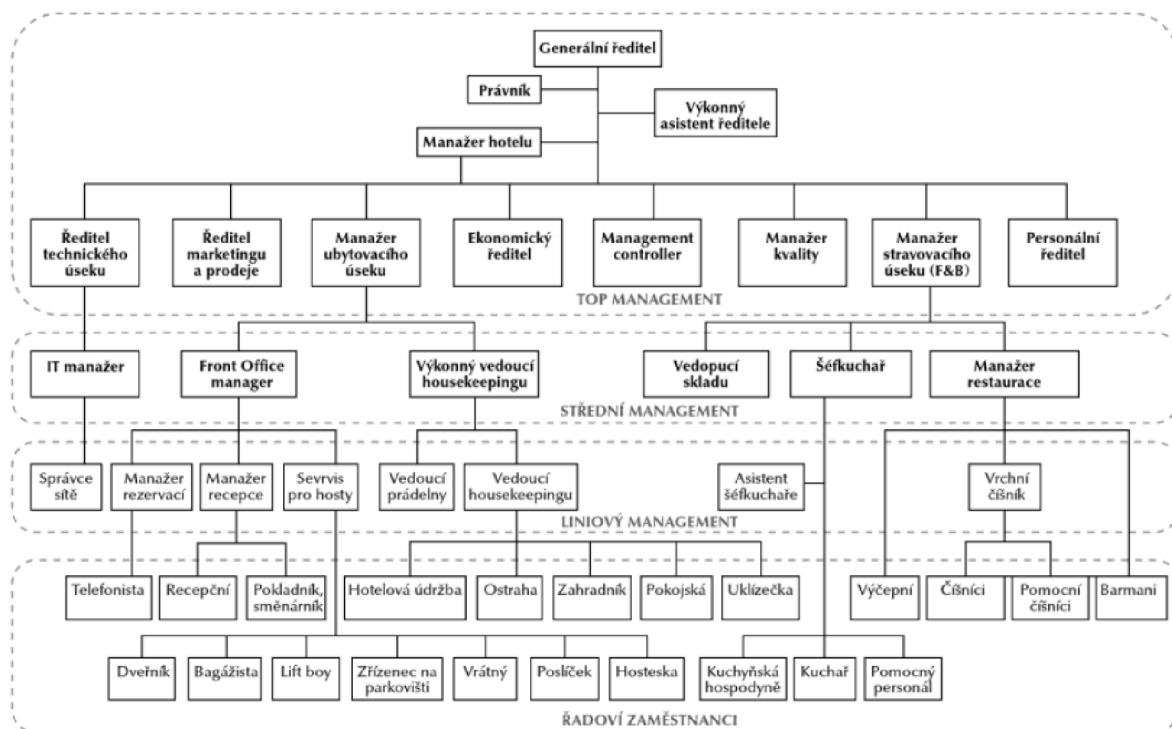 Generální ředitel
Právník
Výkonný
asistent ředitele
Manažer hotelu
Ředitel
technického
úseku
Ředitel
marketingu
a prodeje
Manažer
ubytovacího
úseku
Ekonomický
ředitel
Management
controller
Manažer
kvality
Manažer
stravovacího
úseku (F&B)
Personální
ředitel
TOP MANAGEMENT
IT manažer
Front Office
manager
Výkonný vedoucí
housekeepingu
Vedopucí
skladu
Šéfkuchař
Manažer
restaurace
STŘEDNÍ MANAGEMENT
Správce
sítě
Manažer
rezervací
Manažer
recepce
Sevrvis
pro hosty
Vedoucí
prádelny
Vedoucí
housekeepingu
Asistent
šéfkuchaře
Vrchní
číšník
LINIOVÝ MANAGEMENT
Telefonista
Recepční
Pokladník,
směnárník
Hotelová údržba
Ostraha
Zahradník
Pokojská
Uklízečka
Výčepní
Číšníci
Pomocní
číšníci
Barmani
Dveřník
Bagážista
Lift boy
Zřízenec na
parkovišti
Vrátný
Poslíček
Hosteska
Kuchyňská
hospodyně
Kuchař
Pomocný
personál
ŘADOVÍ ZAMĚSTNANCI